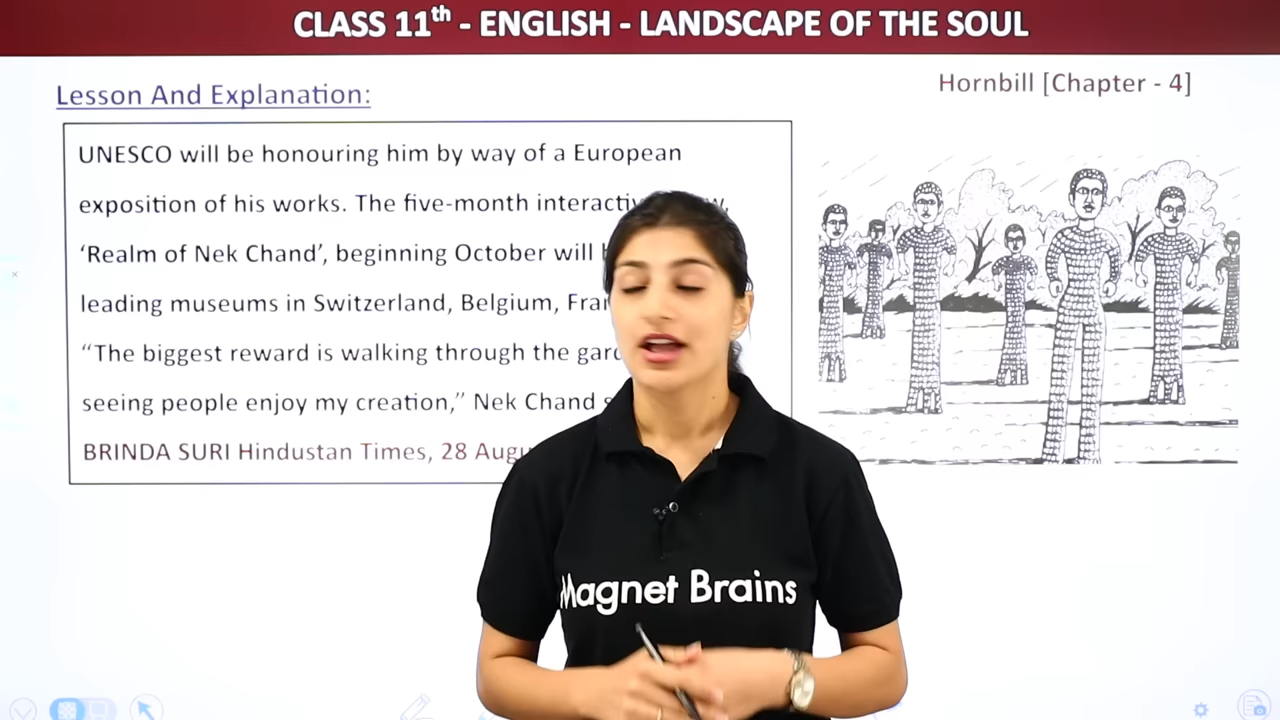 CLASS 11th - ENGLISH - LANDSCAPE OF THE SOUL
Lesson And Explanation:
Hornbill [Chapter - 4]
UNESCO will be honouring him by way of a European
exposition of his works. The five-month
‘Realm of Nek Chand’, beginning October will
leading museums in Switzerland, Belgium,
“The biggest reward is walking through the
seeing people enjoy my creation,” Nek Chand
BRINDA SURI Hindustan Times, 28
Magnet Brains